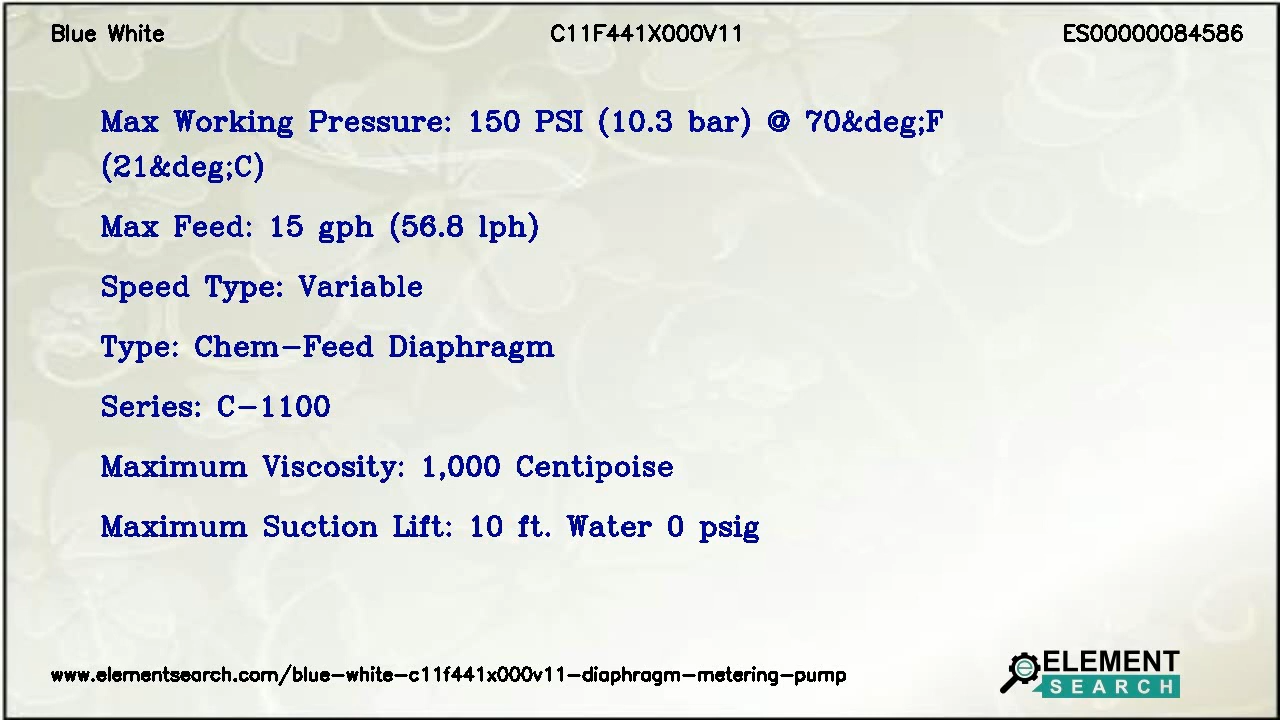 Blue White C11F441X000V11 ES00000084586
Max Working Pressure: 150 PSI (10.3 bar) @ 70&deg;F
(21&deg;C)
Max Feed: 15 gph (56.8 lph)
Speed Type: Variable
Type: Chem-Feed Diaphragm
Series: C-1100
Maximum Viscosity: 1,000 Centipoise
Maximum Suction Lift: 10 ft. Water 0 psig
www.elementsearch.com/blue-white-c11f441x000v11-diaphragm-metering-pump
ELEMENT
SEARCH